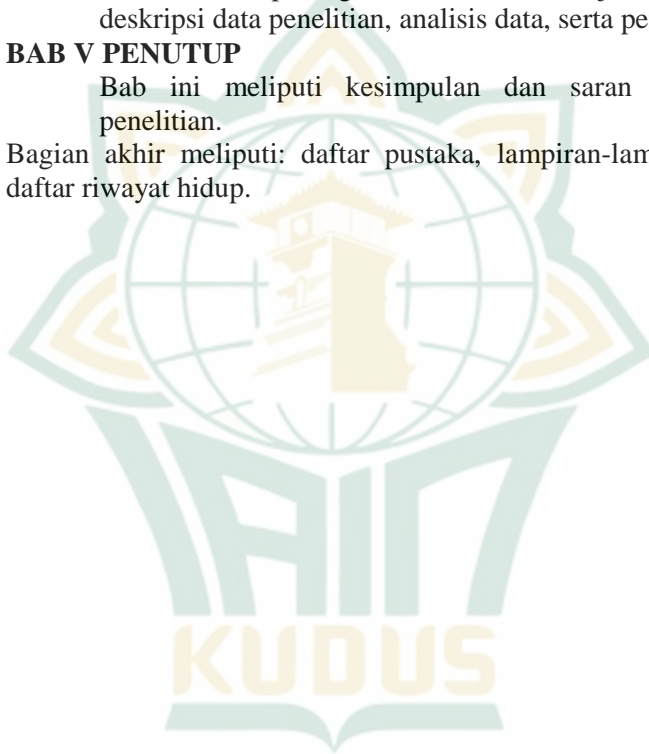 deskripsi data penelitian, analisis data, serta pe
BAB V PENUTUP
Bab ini meliputi kesimpulan dan saran
penelitian.
Bagian akhir meliputi: daftar pustaka, lampiran-lam
daftar riwayat hidup.
IAIN
KUDUS